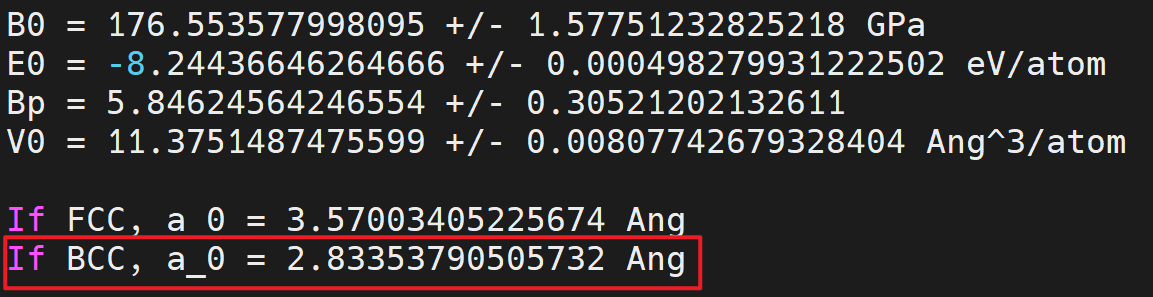 B0 = 176.553577998095 +/- 1.57751232825218 GPa
E0 = -8.24436646264666 +/- 0.000498279931222502 eV/atom
Bp = 5.84624564246554 +/- 0.30521202132611
V0 = 11.3751487475599 +/- 0.00807742679328404 Ang^3/atom
If FCC, a_0 = 3.57003405225674 Ang
If BCC, a_0 = 2.83353790505732 Ang